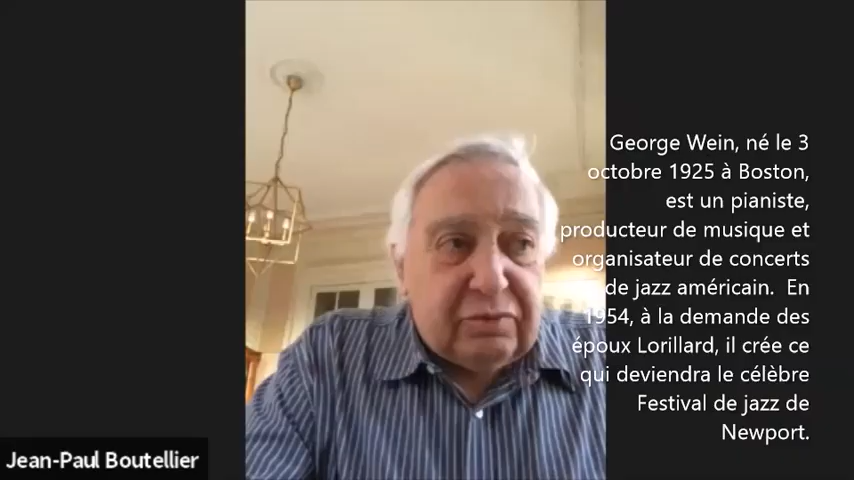 George Wein, né le 3
octobre 1925 à Boston,
est un pianiste,
producteur de musique et
organisateur de concerts
de jazz américain. En
1954, à la demande des
époux Lorillard, il crée ce
qui deviendra le célèbre
Festival de jazz de
Newport.
Jean-Paul Boutellier